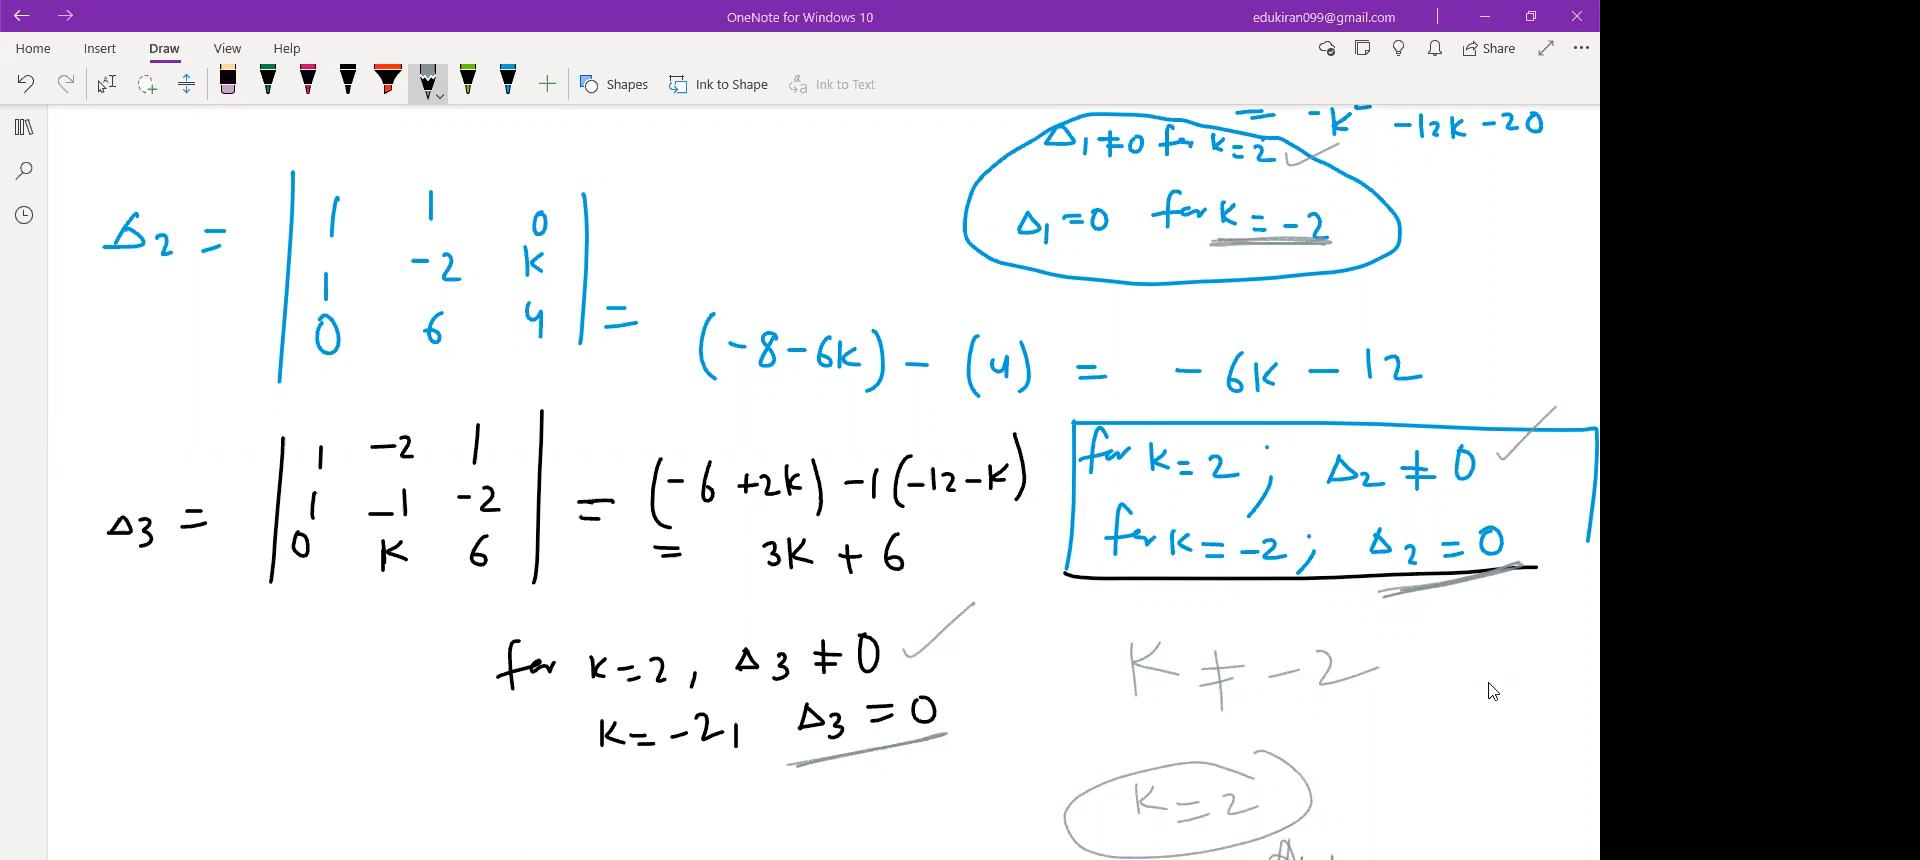 OneNote for Windows 10
edukiran099@gmail.com
Home Insert Draw View Help
Share
Shapes Ink to Shape Ink to Text
= -k² -12k -20
Δ₁ ≠ 0 for k = 2
Δ₁ = 0 for k = -2
Δ₂ = | 1 1 0
1 -2 k
0 6 4 | = (-8-6k) - (4) = -6k - 12
Δ3 = | 1 -2 1
1 -1 -2
0 k 6 | = (-6 +2k) -1(-12-k)
= 3k + 6
for k = 2 ; Δ₂ ≠ 0
for k = -2 ; Δ₂ = 0
for k = 2 , Δ3 ≠ 0
k = -2, Δ3 = 0
K ≠ -2
k = 2